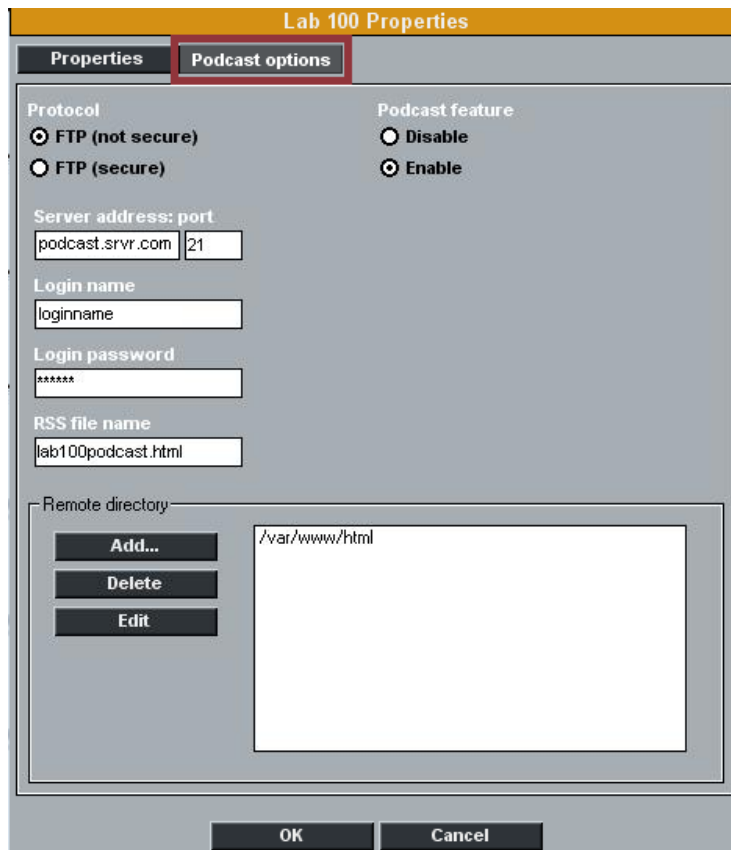 Lab 100 Properties
Properties
Podcast options
Protocol
FTP (not secure)
FTP (secure)
Podcast feature
Disable
Enable
Server address: port
podcast.srvr.com
21
Login name
loginname
Login password
******
RSS file name
lab100podcast.html
Remote directory
Add...
Delete
Edit
/var/www/html
OK
Cancel